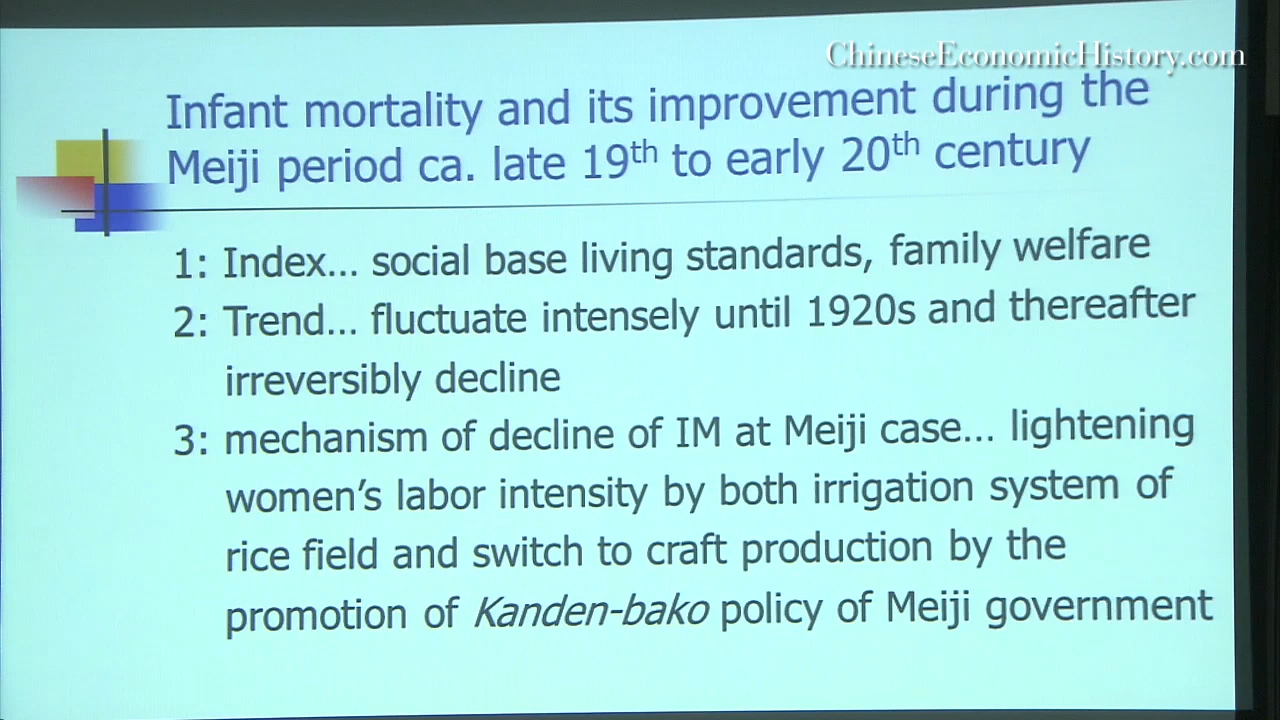 ChineseEconomicHistory.com
Infant mortality and its improvement during the
Meiji period ca. late 19th to early 20th century
1: Index... social base living standards, family welfare
2: Trend... fluctuate intensely until 1920s and thereafter
irreversibly decline
3: mechanism of decline of IM at Meiji case... lightening
women's labor intensity by both irrigation system of
rice field and switch to craft production by the
promotion of Kanden-bako policy of Meiji government